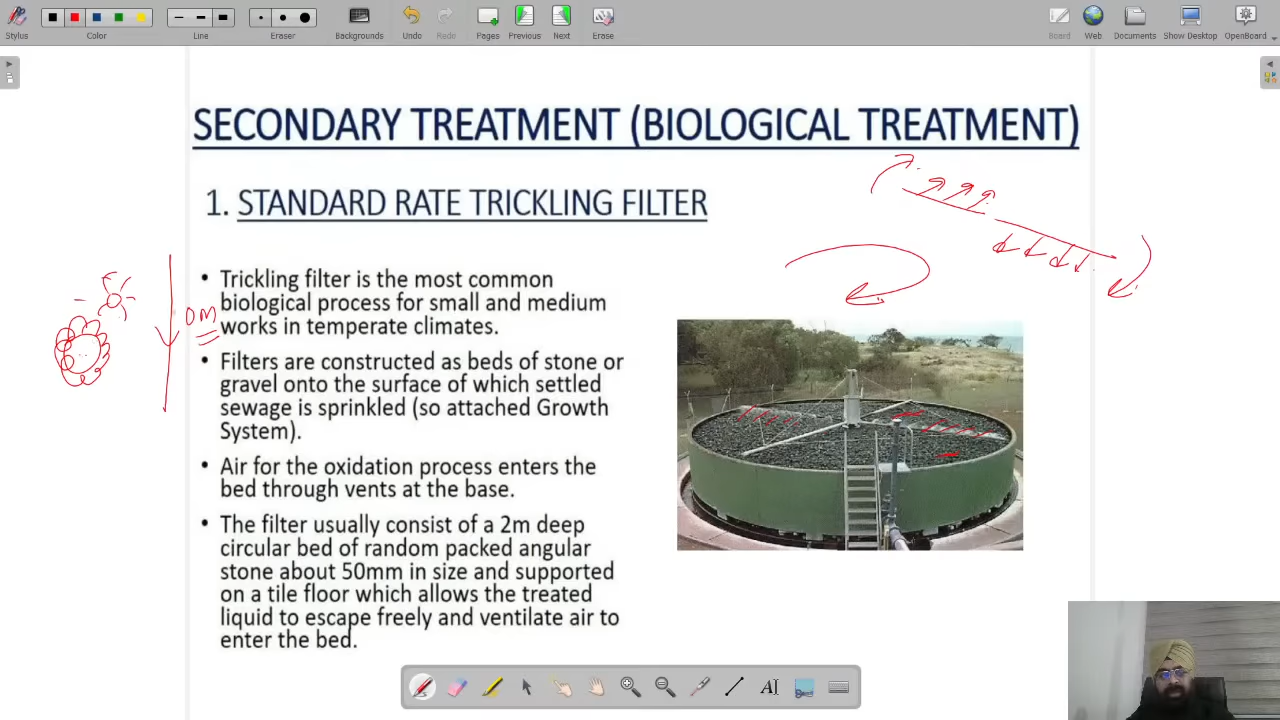 Stylus
Color
Line
Eraser
Backgrounds
Undo
Redo
Pages
Previous
Next
Erase
Board
Web
Documents
Show Desktop
OpenBoard
SECONDARY TREATMENT (BIOLOGICAL TREATMENT)
1. STANDARD RATE TRICKLING FILTER
• Trickling filter is the most common
biological process for small and medium
works in temperate climates.
OM
• Filters are constructed as beds of stone or
gravel onto the surface of which settled
sewage is sprinkled (so attached Growth
System).
• Air for the oxidation process enters the
bed through vents at the base.
• The filter usually consist of a 2m deep
circular bed of random packed angular
stone about 50mm in size and supported
on a tile floor which allows the treated
liquid to escape freely and ventilate air to
enter the bed.